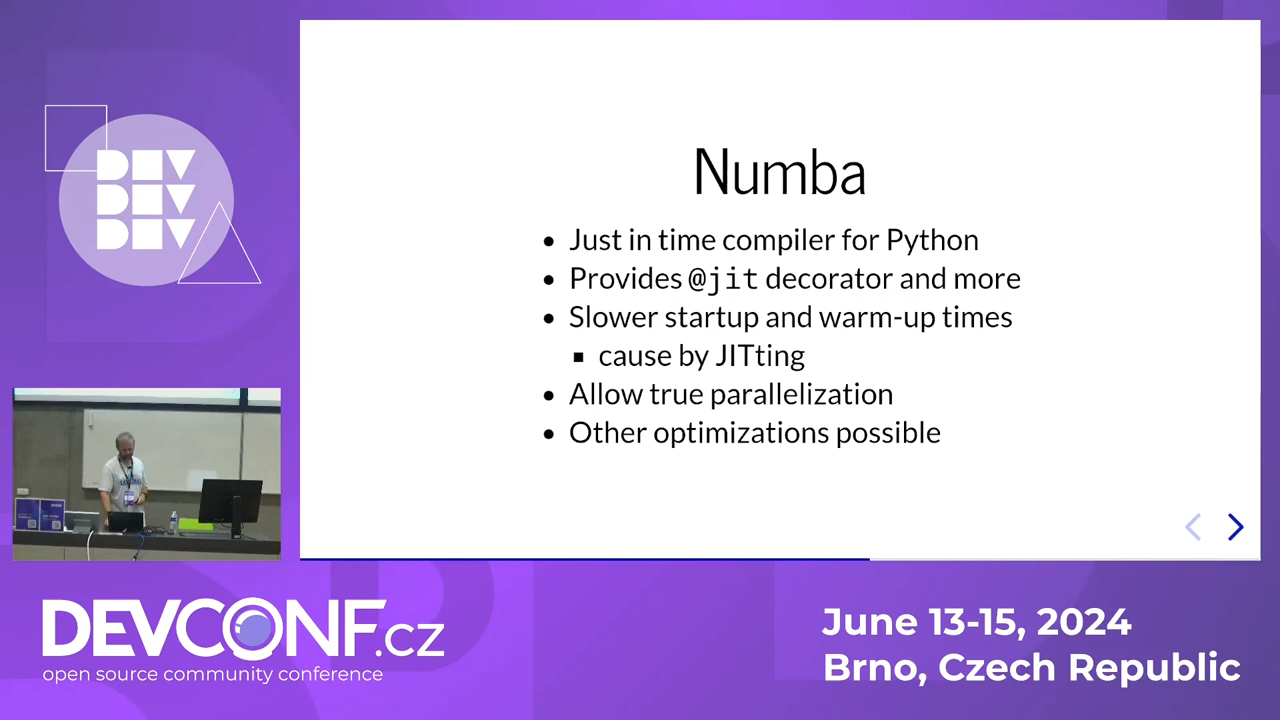 DEV
DEV
DEV
Numba
Just in time compiler for Python
Provides @jit decorator and more
Slower startup and warm-up times
cause by JITting
Allow true parallelization
Other optimizations possible
DEVCONF.cz
open source community conference
June 13-15, 2024
Brno, Czech Republic